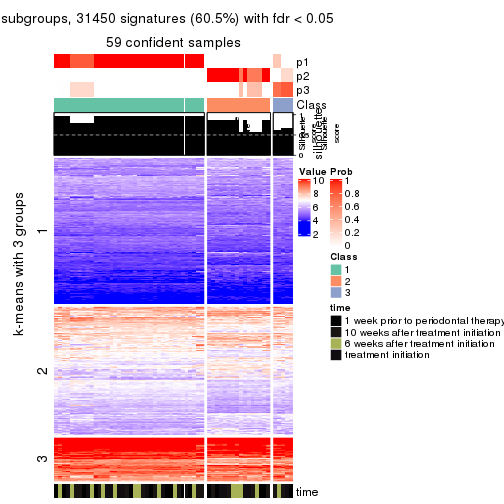 subgroups, 31450 signatures (60.5%) with fdr < 0.05
59 confident samples
p1
p2
p3
Class
1
0
Silhouette
score
silhouette
Silhouette
score
k-means with 3 groups
1
2
3
time
Value
10
8
6
4
2
Prob
1
0.8
0.6
0.4
0.2
0
Class
1
2
3
time
1 week prior to periodontal therapy
10 weeks after treatment initiation
6 weeks after treatment initiation
treatment initiation